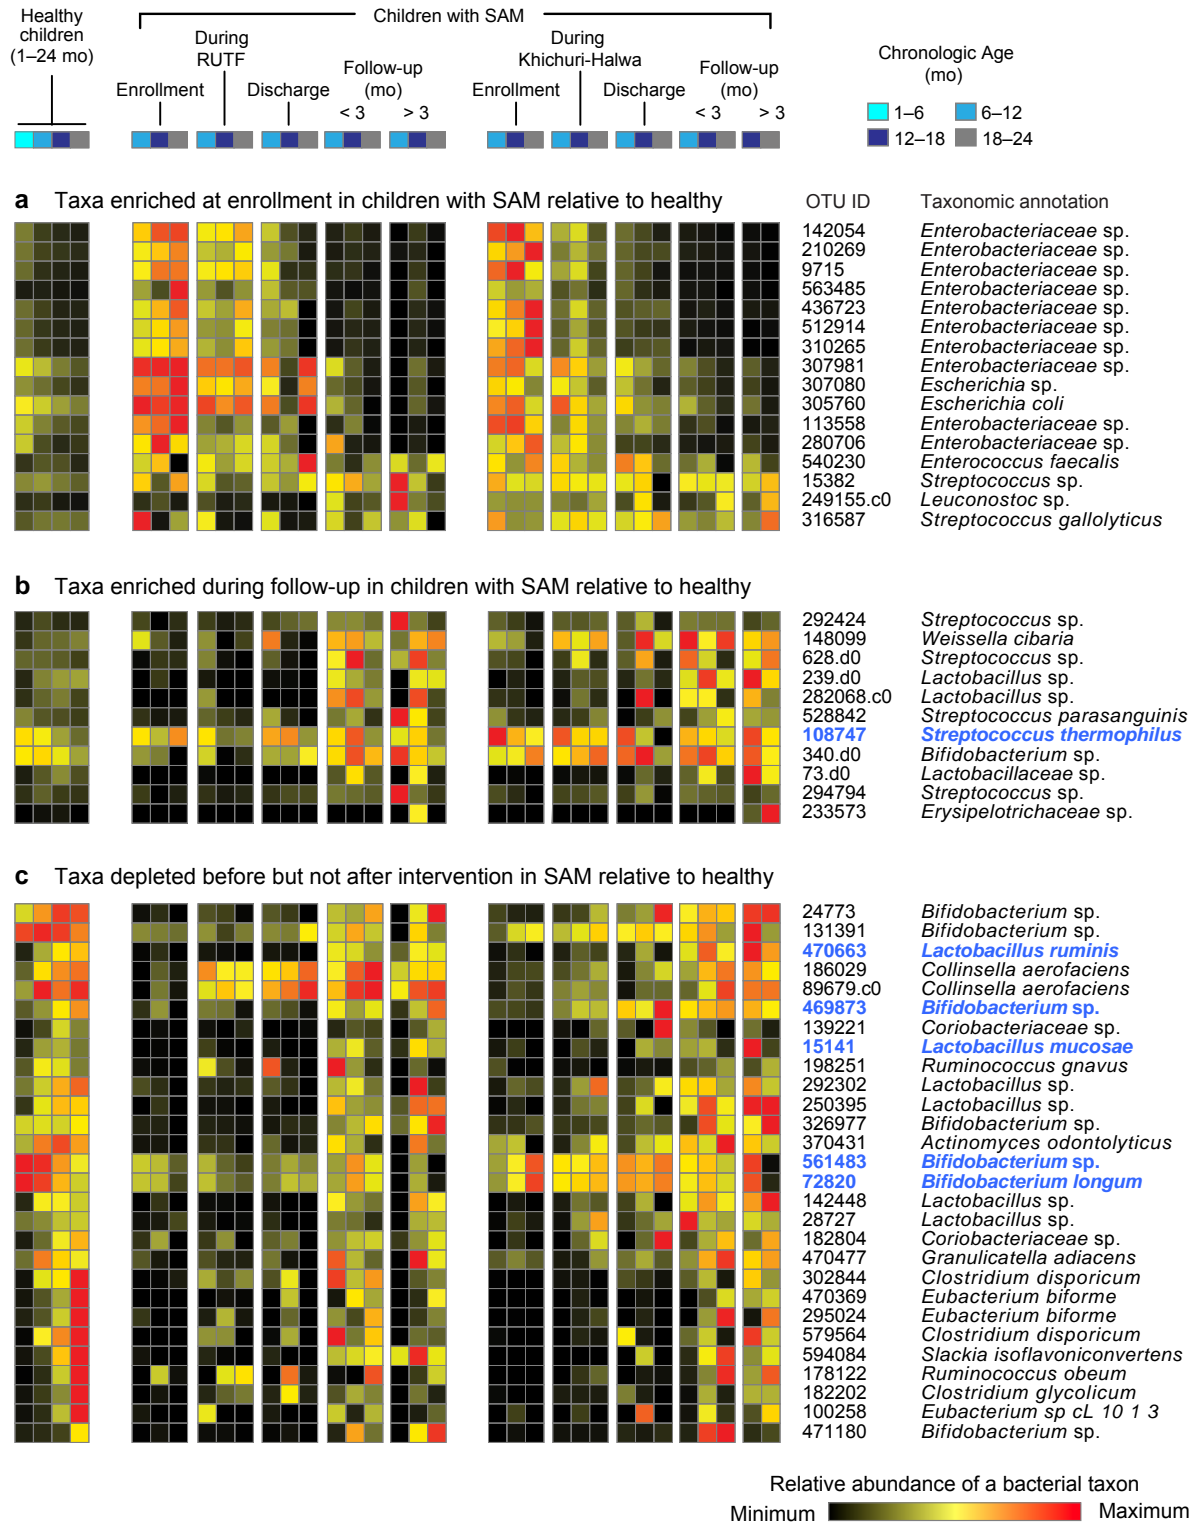 Healthy
children
(1–24 mo)
Children with SAM
During
RUTF
During
Khichuri-Halwa
Enrollment
Discharge
Follow-up
(mo)
< 3
> 3
Enrollment
Discharge
Follow-up
(mo)
< 3
> 3
Chronologic Age
(mo)
1–6
6–12
12–18
18–24
a Taxa enriched at enrollment in children with SAM relative to healthy
OTU ID Taxonomic annotation
142054 Enterobacteriaceae sp.
210269 Enterobacteriaceae sp.
9715 Enterobacteriaceae sp.
563485 Enterobacteriaceae sp.
436723 Enterobacteriaceae sp.
512914 Enterobacteriaceae sp.
310265 Enterobacteriaceae sp.
307981 Enterobacteriaceae sp.
307080 Escherichia sp.
305760 Escherichia coli
113558 Enterobacteriaceae sp.
280706 Enterobacteriaceae sp.
540230 Enterococcus faecalis
15382 Streptococcus sp.
249155.c0 Leuconostoc sp.
316587 Streptococcus gallolyticus
b Taxa enriched during follow-up in children with SAM relative to healthy
292424 Streptococcus sp.
148099 Weissella cibaria
628.d0 Streptococcus sp.
239.d0 Lactobacillus sp.
282068.c0 Lactobacillus sp.
528842 Streptococcus parasanguinis
108747 Streptococcus thermophilus
340.d0 Bifidobacterium sp.
73.d0 Lactobacillaceae sp.
294794 Streptococcus sp.
233573 Erysipelotrichaceae sp.
c Taxa depleted before but not after intervention in SAM relative to healthy
24773 Bifidobacterium sp.
131391 Bifidobacterium sp.
470663 Lactobacillus ruminis
186029 Collinsella aerofaciens
89679.c0 Collinsella aerofaciens
469873 Bifidobacterium sp.
139221 Coriobacteriaceae sp.
15141 Lactobacillus mucosae
198251 Ruminococcus gnavus
292302 Lactobacillus sp.
250395 Lactobacillus sp.
326977 Bifidobacterium sp.
370431 Actinomyces odontolyticus
561483 Bifidobacterium sp.
72820 Bifidobacterium longum
142448 Lactobacillus sp.
28727 Lactobacillus sp.
182804 Coriobacteriaceae sp.
470477 Granulicatella adiacens
302844 Clostridium disporicum
470369 Eubacterium biforme
295024 Eubacterium biforme
579564 Clostridium disporicum
594084 Slackia isoflavoniconvertens
178122 Ruminococcus obeum
182202 Clostridium glycolicum
100258 Eubacterium sp cL 10 1 3
471180 Bifidobacterium sp.
Relative abundance of a bacterial taxon
Minimum
Maximum